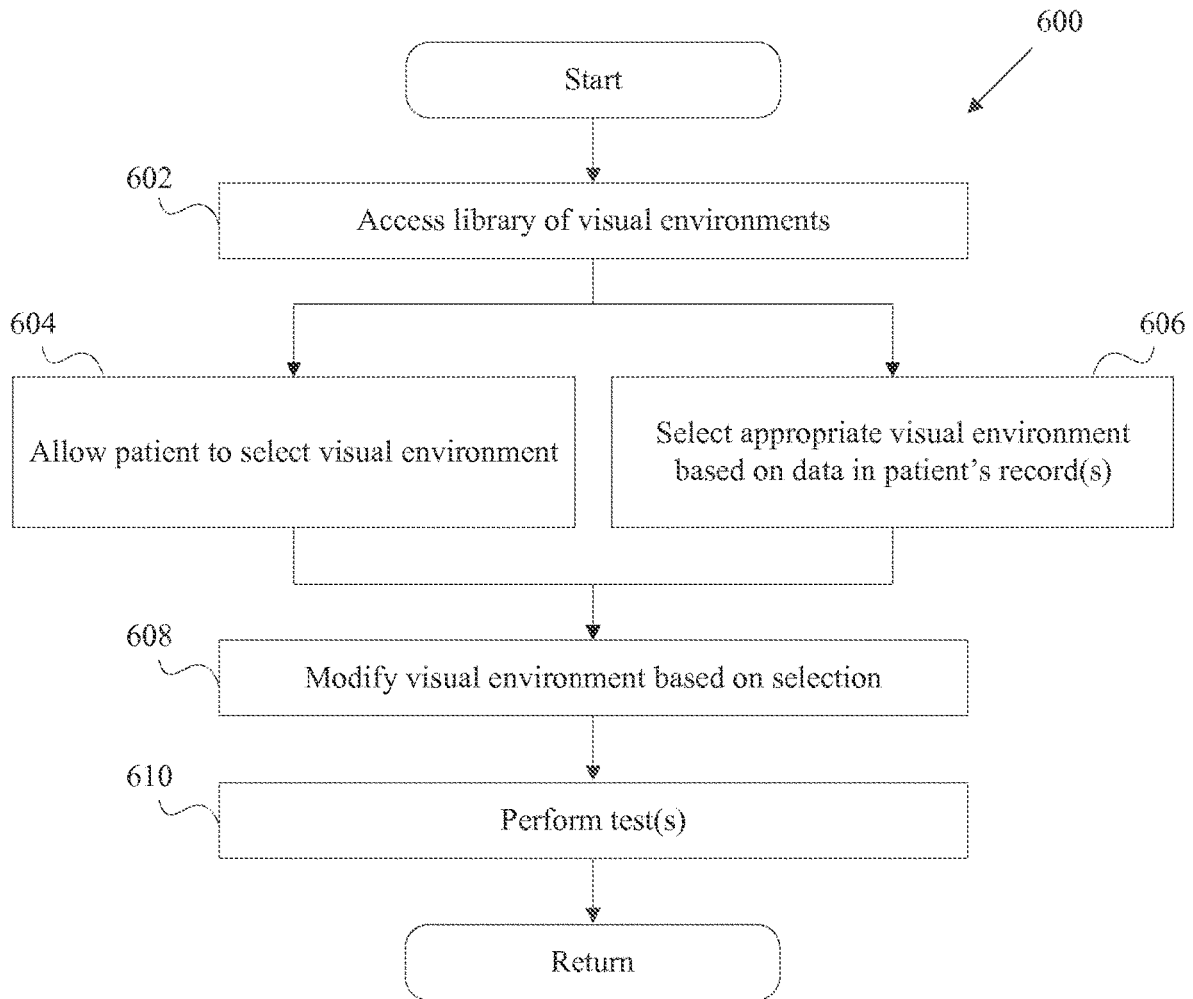 600
Start
602
Access library of visual environments
604
606
Allow patient to select visual environment
Select appropriate visual environment
based on data in patient's record(s)
608
Modify visual environment based on selection
610
Perform test(s)
Return